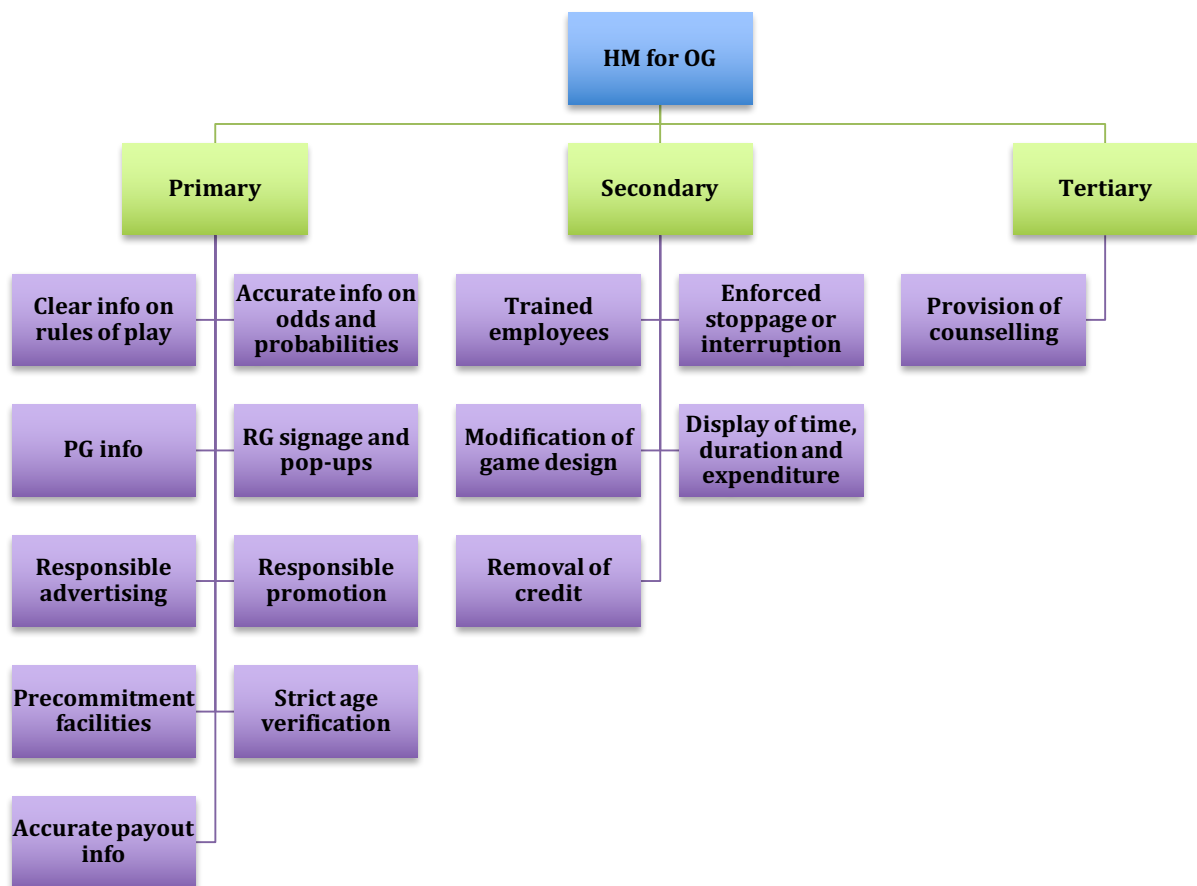 HM for OG
Primary
Secondary
Tertiary
Clear info on
rules of play
Accurate info on
odds and
probabilities
Trained
employees
Enforced
stoppage or
interruption
Provision of
counselling
PG info
RG signage and
pop-ups
Modification of
game design
Display of time,
duration and
expenditure
Responsible
advertising
Responsible
promotion
Removal of
credit
Precommitment
facilities
Strict age
verification
Accurate payout
info